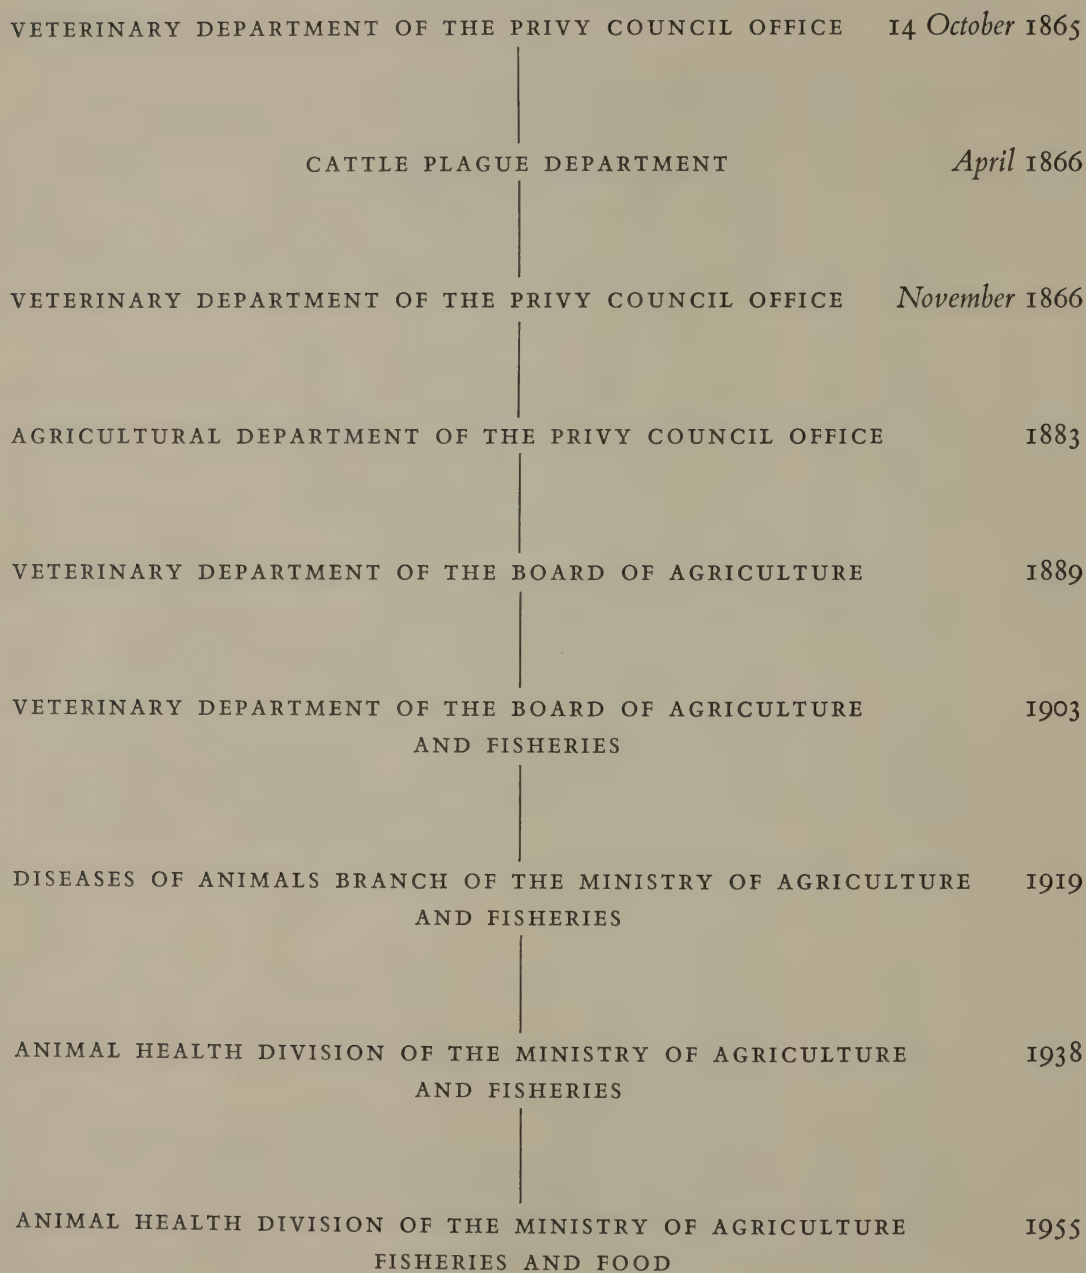 VETERINARY DEPARTMENT OF THE PRIVY COUNCIL OFFICE 14 October 1865
CATTLE PLAGUE DEPARTMENT April 1866
VETERINARY DEPARTMENT OF THE PRIVY COUNCIL OFFICE November 1866
AGRICULTURAL DEPARTMENT OF THE PRIVY COUNCIL OFFICE 1883
VETERINARY DEPARTMENT OF THE BOARD OF AGRICULTURE 1889
VETERINARY DEPARTMENT OF THE BOARD OF AGRICULTURE 1903
AND FISHERIES
DISEASES OF ANIMALS BRANCH OF THE MINISTRY OF AGRICULTURE 1919
AND FISHERIES
ANIMAL HEALTH DIVISION OF THE MINISTRY OF AGRICULTURE 1938
AND FISHERIES
ANIMAL HEALTH DIVISION OF THE MINISTRY OF AGRICULTURE 1955
FISHERIES AND FOOD